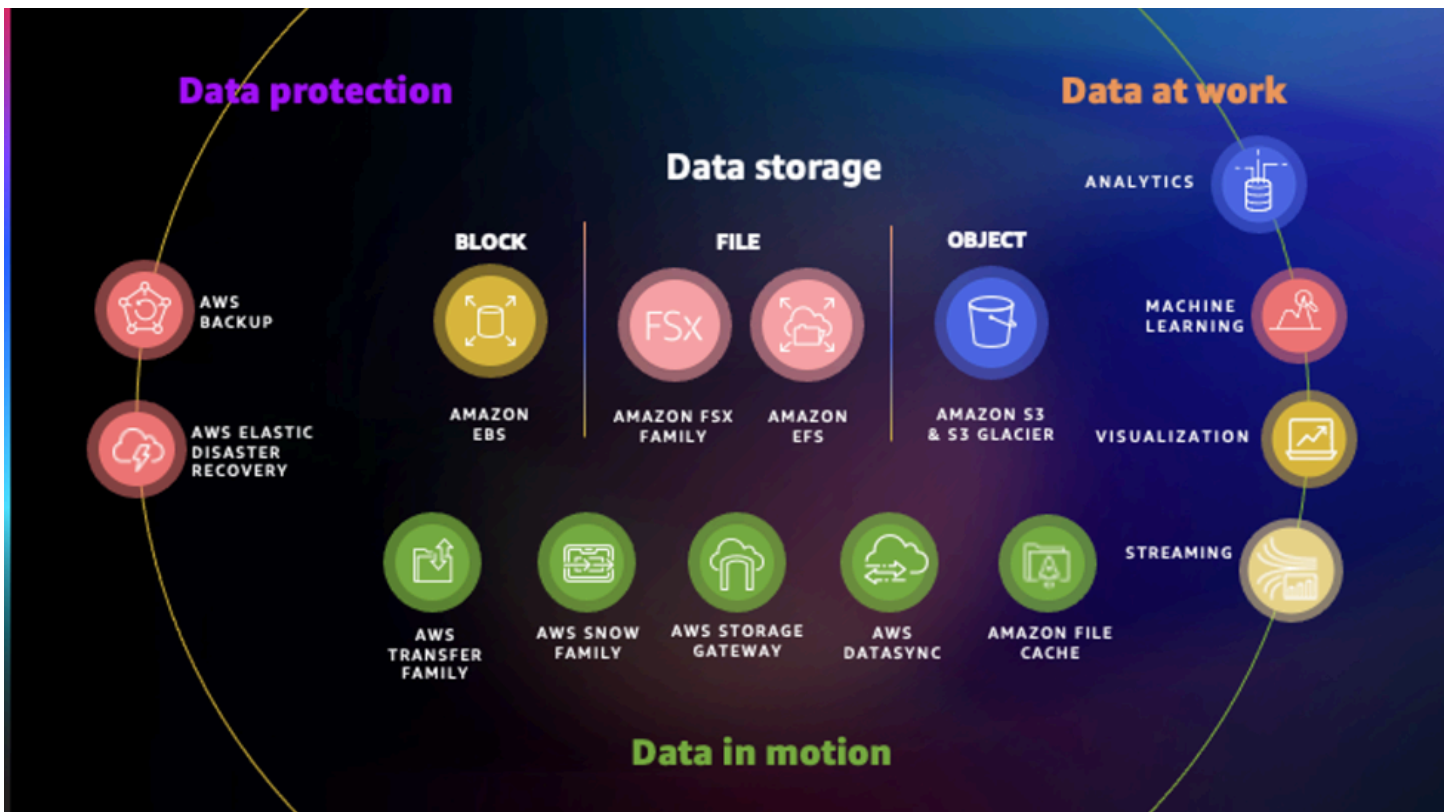 Data protection
Data at work
Data storage
ANALYTICS
BLOCK
FILE
OBJECT
AWS
BACKUP
FSx
MACHINE
LEARNING
AMAZON
EBS
AMAZON FSX
FAMILY
AMAZON
EFS
AMAZON S3
& S3 GLACIER
VISUALIZATION
AWS ELASTIC
DISASTER
RECOVERY
STREAMING
AWS
TRANSFER
FAMILY
AWS SNOW
FAMILY
AWS STORAGE
GATEWAY
AWS
DATASYNC
AMAZON FILE
CACHE
Data in motion